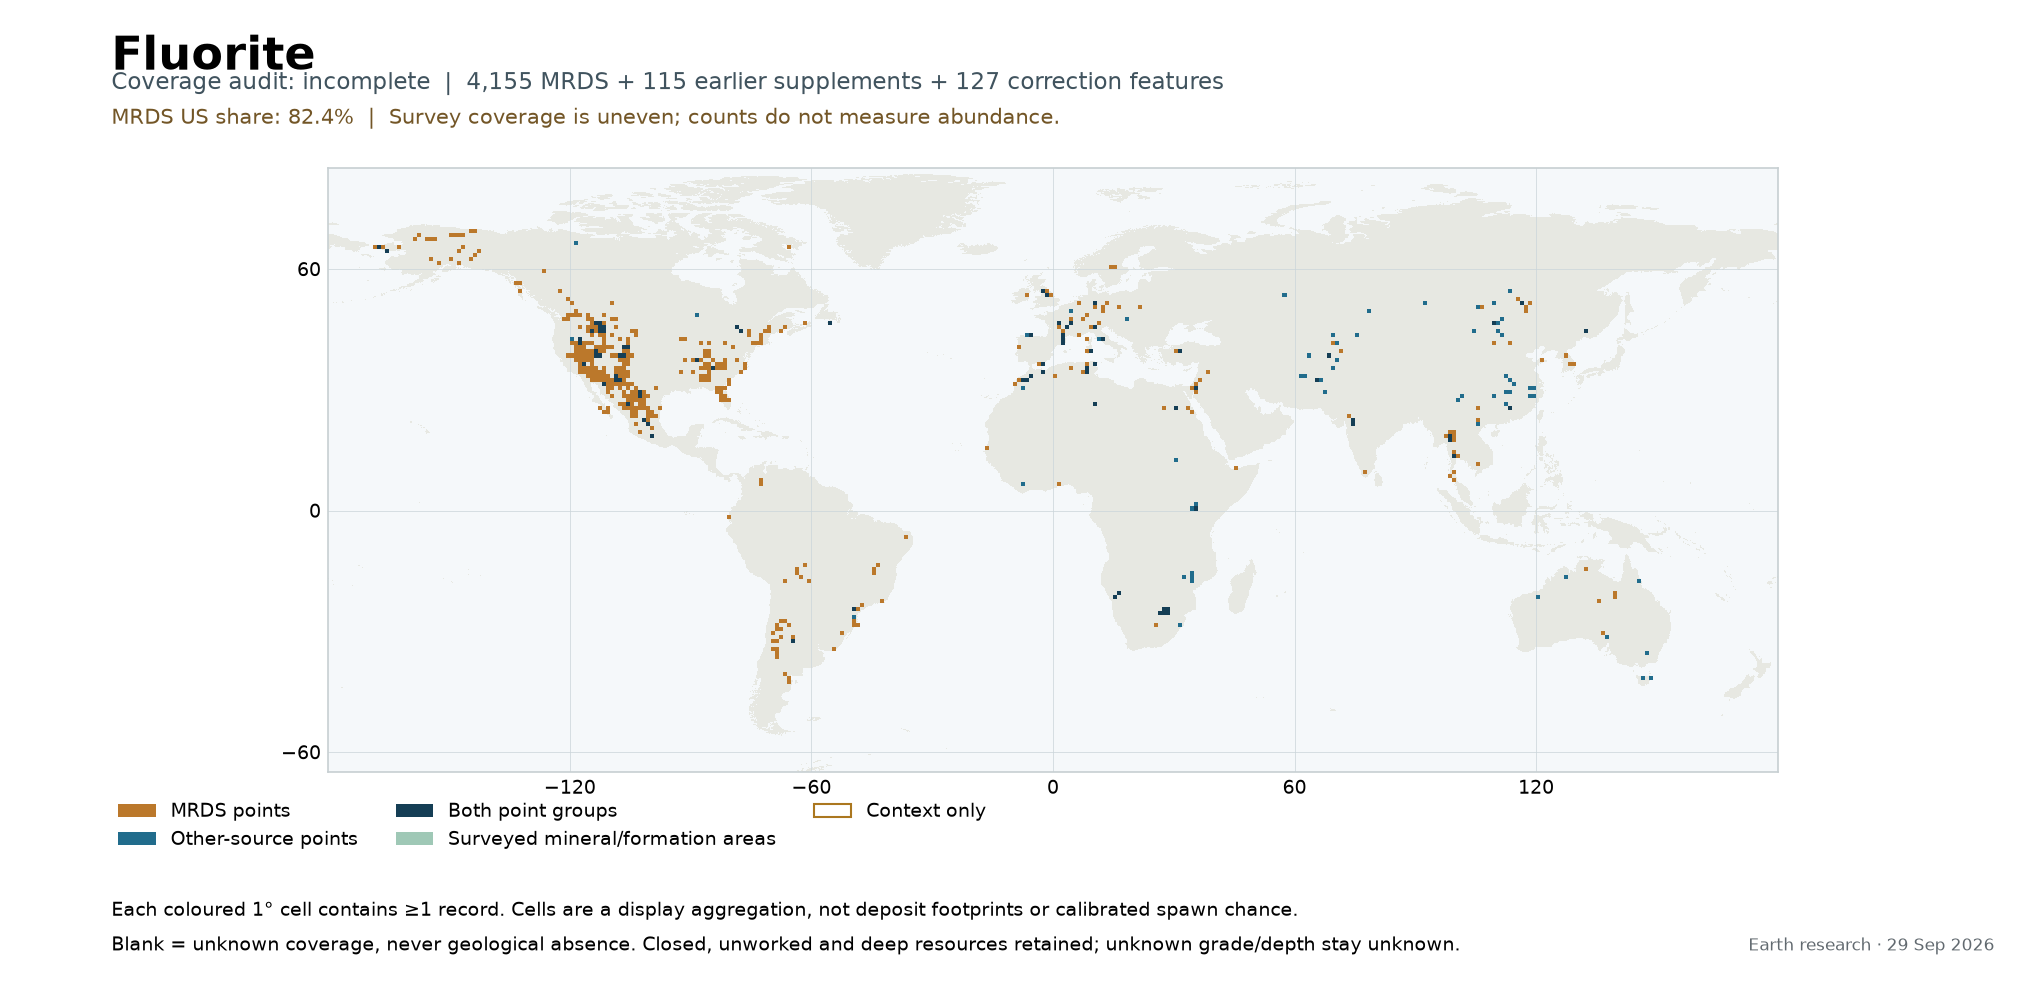 Fluorite
Coverage audit: incomplete | 4,155 MRDS + 115 earlier supplements + 127 correction features
MRDS US share: 82.4% | Survey coverage is uneven; counts do not measure abundance.
60
0
−60
−120
−60
0
60
120
MRDS points
Both point groups
Context only
Other-source points
Surveyed mineral/formation areas
Each coloured 1° cell contains ≥1 record. Cells are a display aggregation, not deposit footprints or calibrated spawn chance.
Blank = unknown coverage, never geological absence. Closed, unworked and deep resources retained; unknown grade/depth stay unknown.
Earth research · 29 Sep 2026